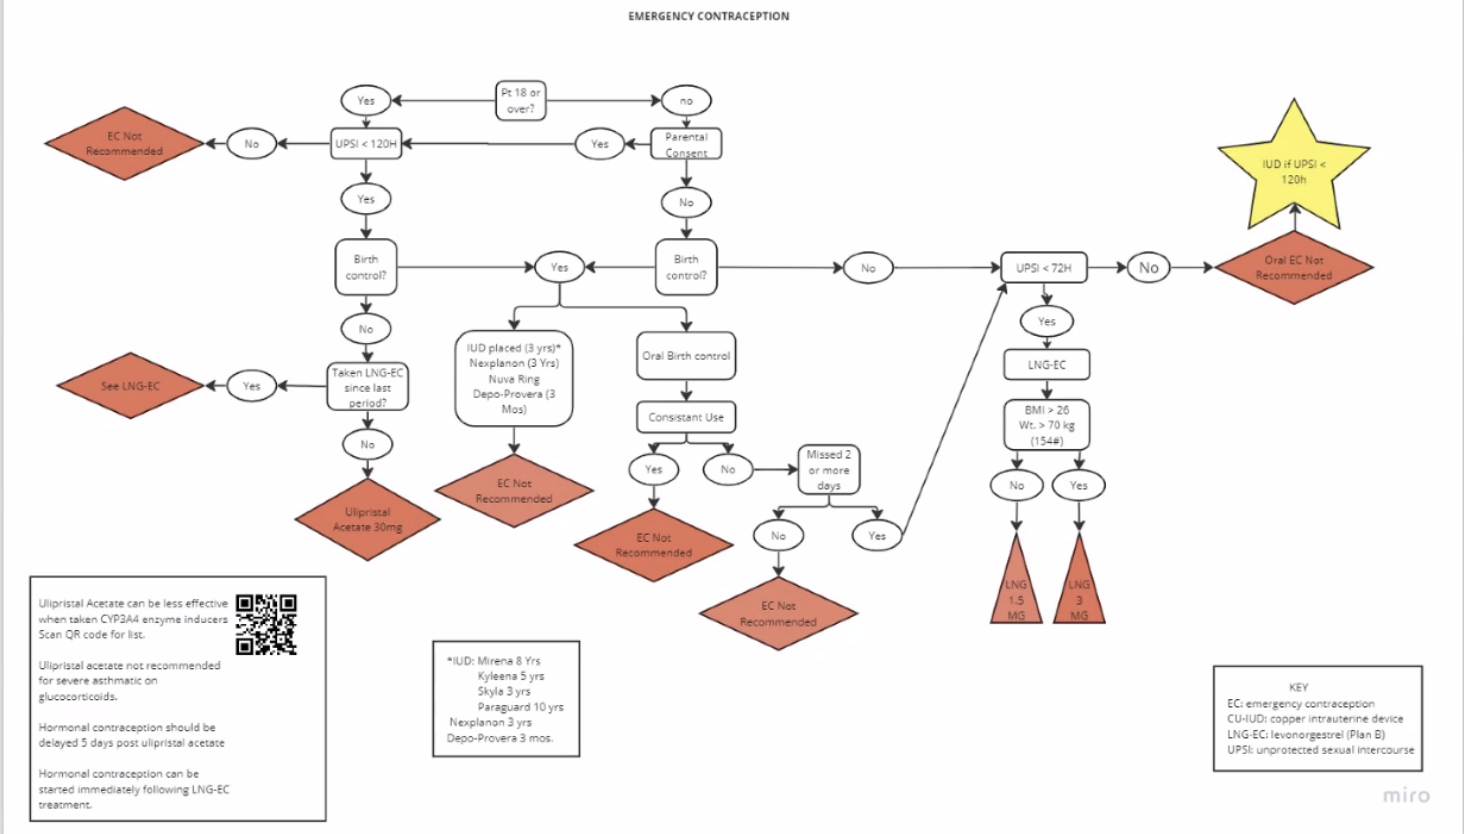 EMERGENCY CONTRACEPTION
Pt 18 or
over?
Yes
no
EC Not
Recommended
No
UPSI < 120H
Yes
Parental
Consent
IUD if UPSI <
120h
Yes
No
Birth
control?
Yes
Birth
control?
No
UPSI < 72H
No
Oral EC Not
Recommended
No
Yes
IUD placed (3 yrs)*
Nexplanon (3 Yrs)
Nuva Ring
Depo-Provera (3
Mos)
Oral Birth control
LNG-EC
See LNG-EC
Yes
Taken LNG-EC
since last
period?
Consistant Use
BMI > 26
Wt. > 70 kg
(154#)
No
Yes
No
Missed 2
or more
days
No
Yes
EC Not
Recommended
Ulipristal
Acetate 30mg
EC Not
Recommended
No
Yes
EC Not
Recommended
LNG
1.5
MG
LNG
3
MG
Ulipristal Acetate can be less effective
when taken CYP3A4 enzyme inducers
Scan QR code for list.
Ulipristal acetate not recommended
for severe asthmatic on
glucocorticoids.
Hormonal contraception should be
delayed 5 days post ulipristal acetate
Hormonal contraception can be
started immediately following LNG-EC
treatment.
*IUD: Mirena 8 Yrs
Kyleena 5 yrs
Skyla 3 yrs
Paraguard 10 yrs
Nexplanon 3 yrs
Depo-Provera 3 mos.
KEY
EC: emergency contraception
CU-IUD: copper intrauterine device
LNG-EC: levonorgestrel (Plan B)
UPSI: unprotected sexual intercourse
miro